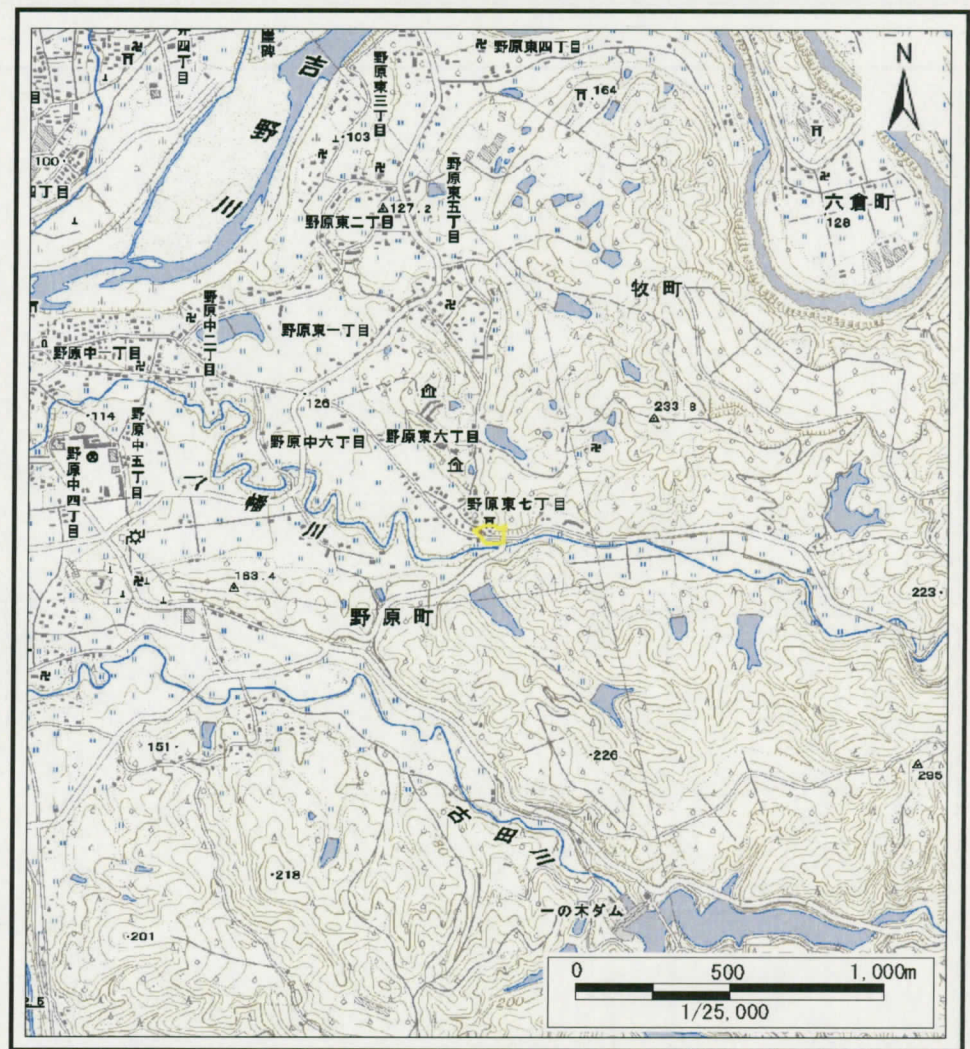 N
吉野川
野原東四丁目
164
野原東三丁目
103
100
四丁目
野原東五丁目
127.2
野原東二丁目
六倉町
128
牧町
野原中二丁目
野原東一丁目
野原中一丁目
126
233.8
114
野原中五丁目
野原中六丁目
野原東六丁目
野原中四丁目
八幡川
野原東七丁目
163.4
野原町
223
151
226
295
古田川
218
一の木ダム
201
0 500 1,000m
1/25,000
200